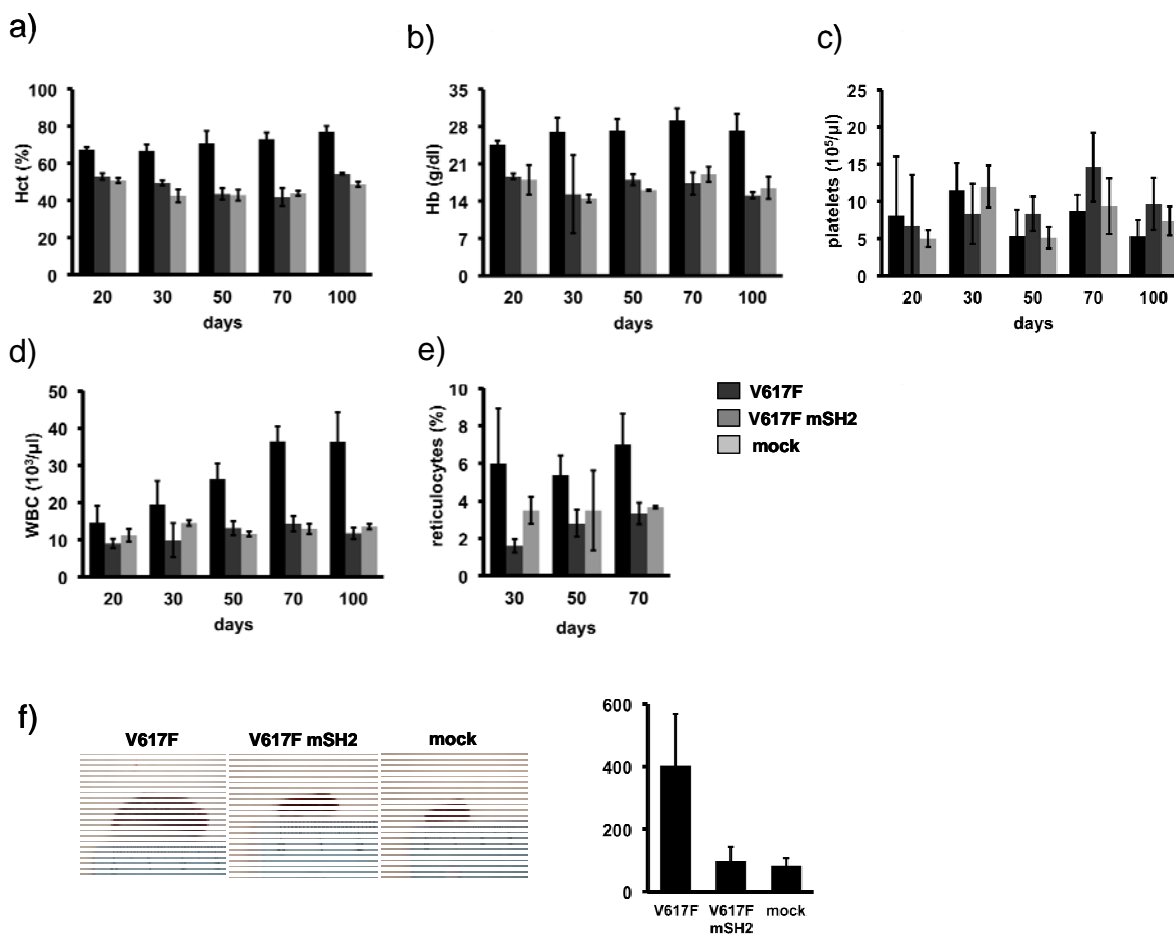 a)
Hct (%)
100
80
60
40
20
0
20 30 50 70 100
days
b)
Hb (g/dl)
35
28
21
14
7
0
20 30 50 70 100
days
c)
platelets (10⁵/µl)
25
20
15
10
5
0
20 30 50 70 100
days
d)
WBC (10³/µl)
50
40
30
20
10
0
20 30 50 70 100
days
e)
reticulocytes (%)
10
8
6
4
2
0
30 50 70
days
V617F
V617F mSH2
mock
f)
V617F V617F mSH2 mock
600
400
200
0
V617F V617F mock
mSH2